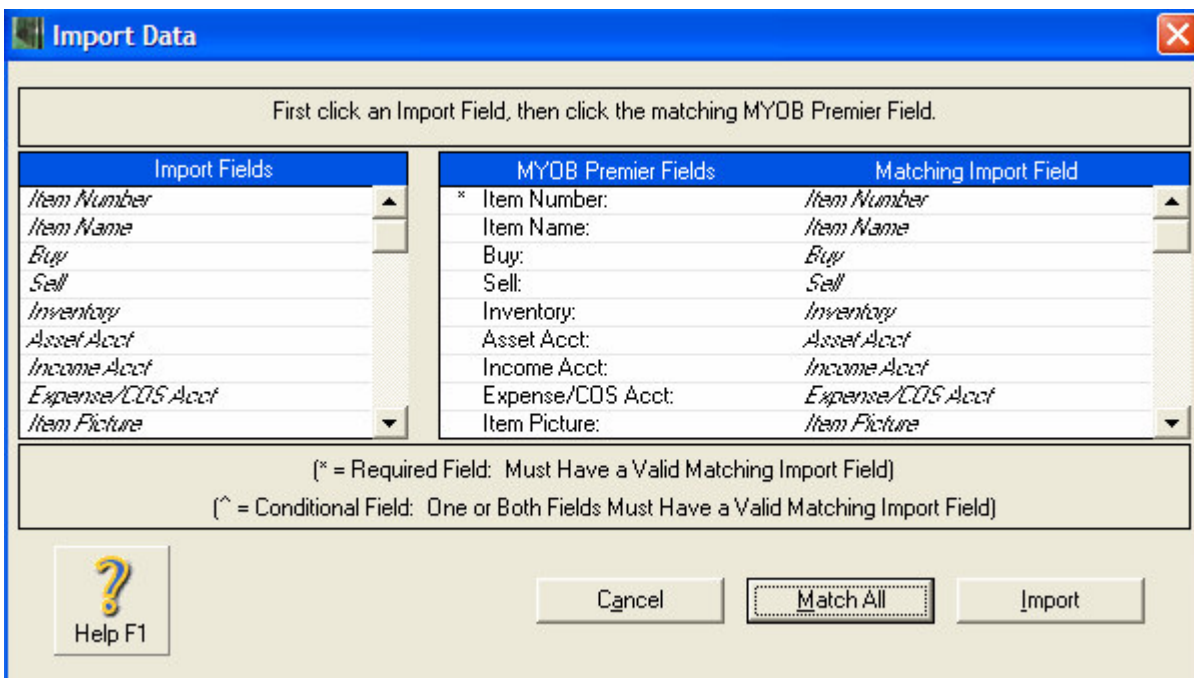 Import Data
First click an Import Field, then click the matching MYOB Premier Field.
Import Fields
Item Number
Item Name
Buy
Sell
Inventory
Asset Acct
Income Acct
Expense/COS Acct
Item Picture
MYOB Premier Fields Matching Import Field
* Item Number: Item Number
Item Name: Item Name
Buy: Buy
Sell: Sell
Inventory: Inventory
Asset Acct: Asset Acct
Income Acct: Income Acct
Expense/COS Acct: Expense/COS Acct
Item Picture: Item Picture
(* = Required Field:  Must Have a Valid Matching Import Field)
(^ = Conditional Field:  One or Both Fields Must Have a Valid Matching Import Field)
Help F1
Cancel
Match All
Import